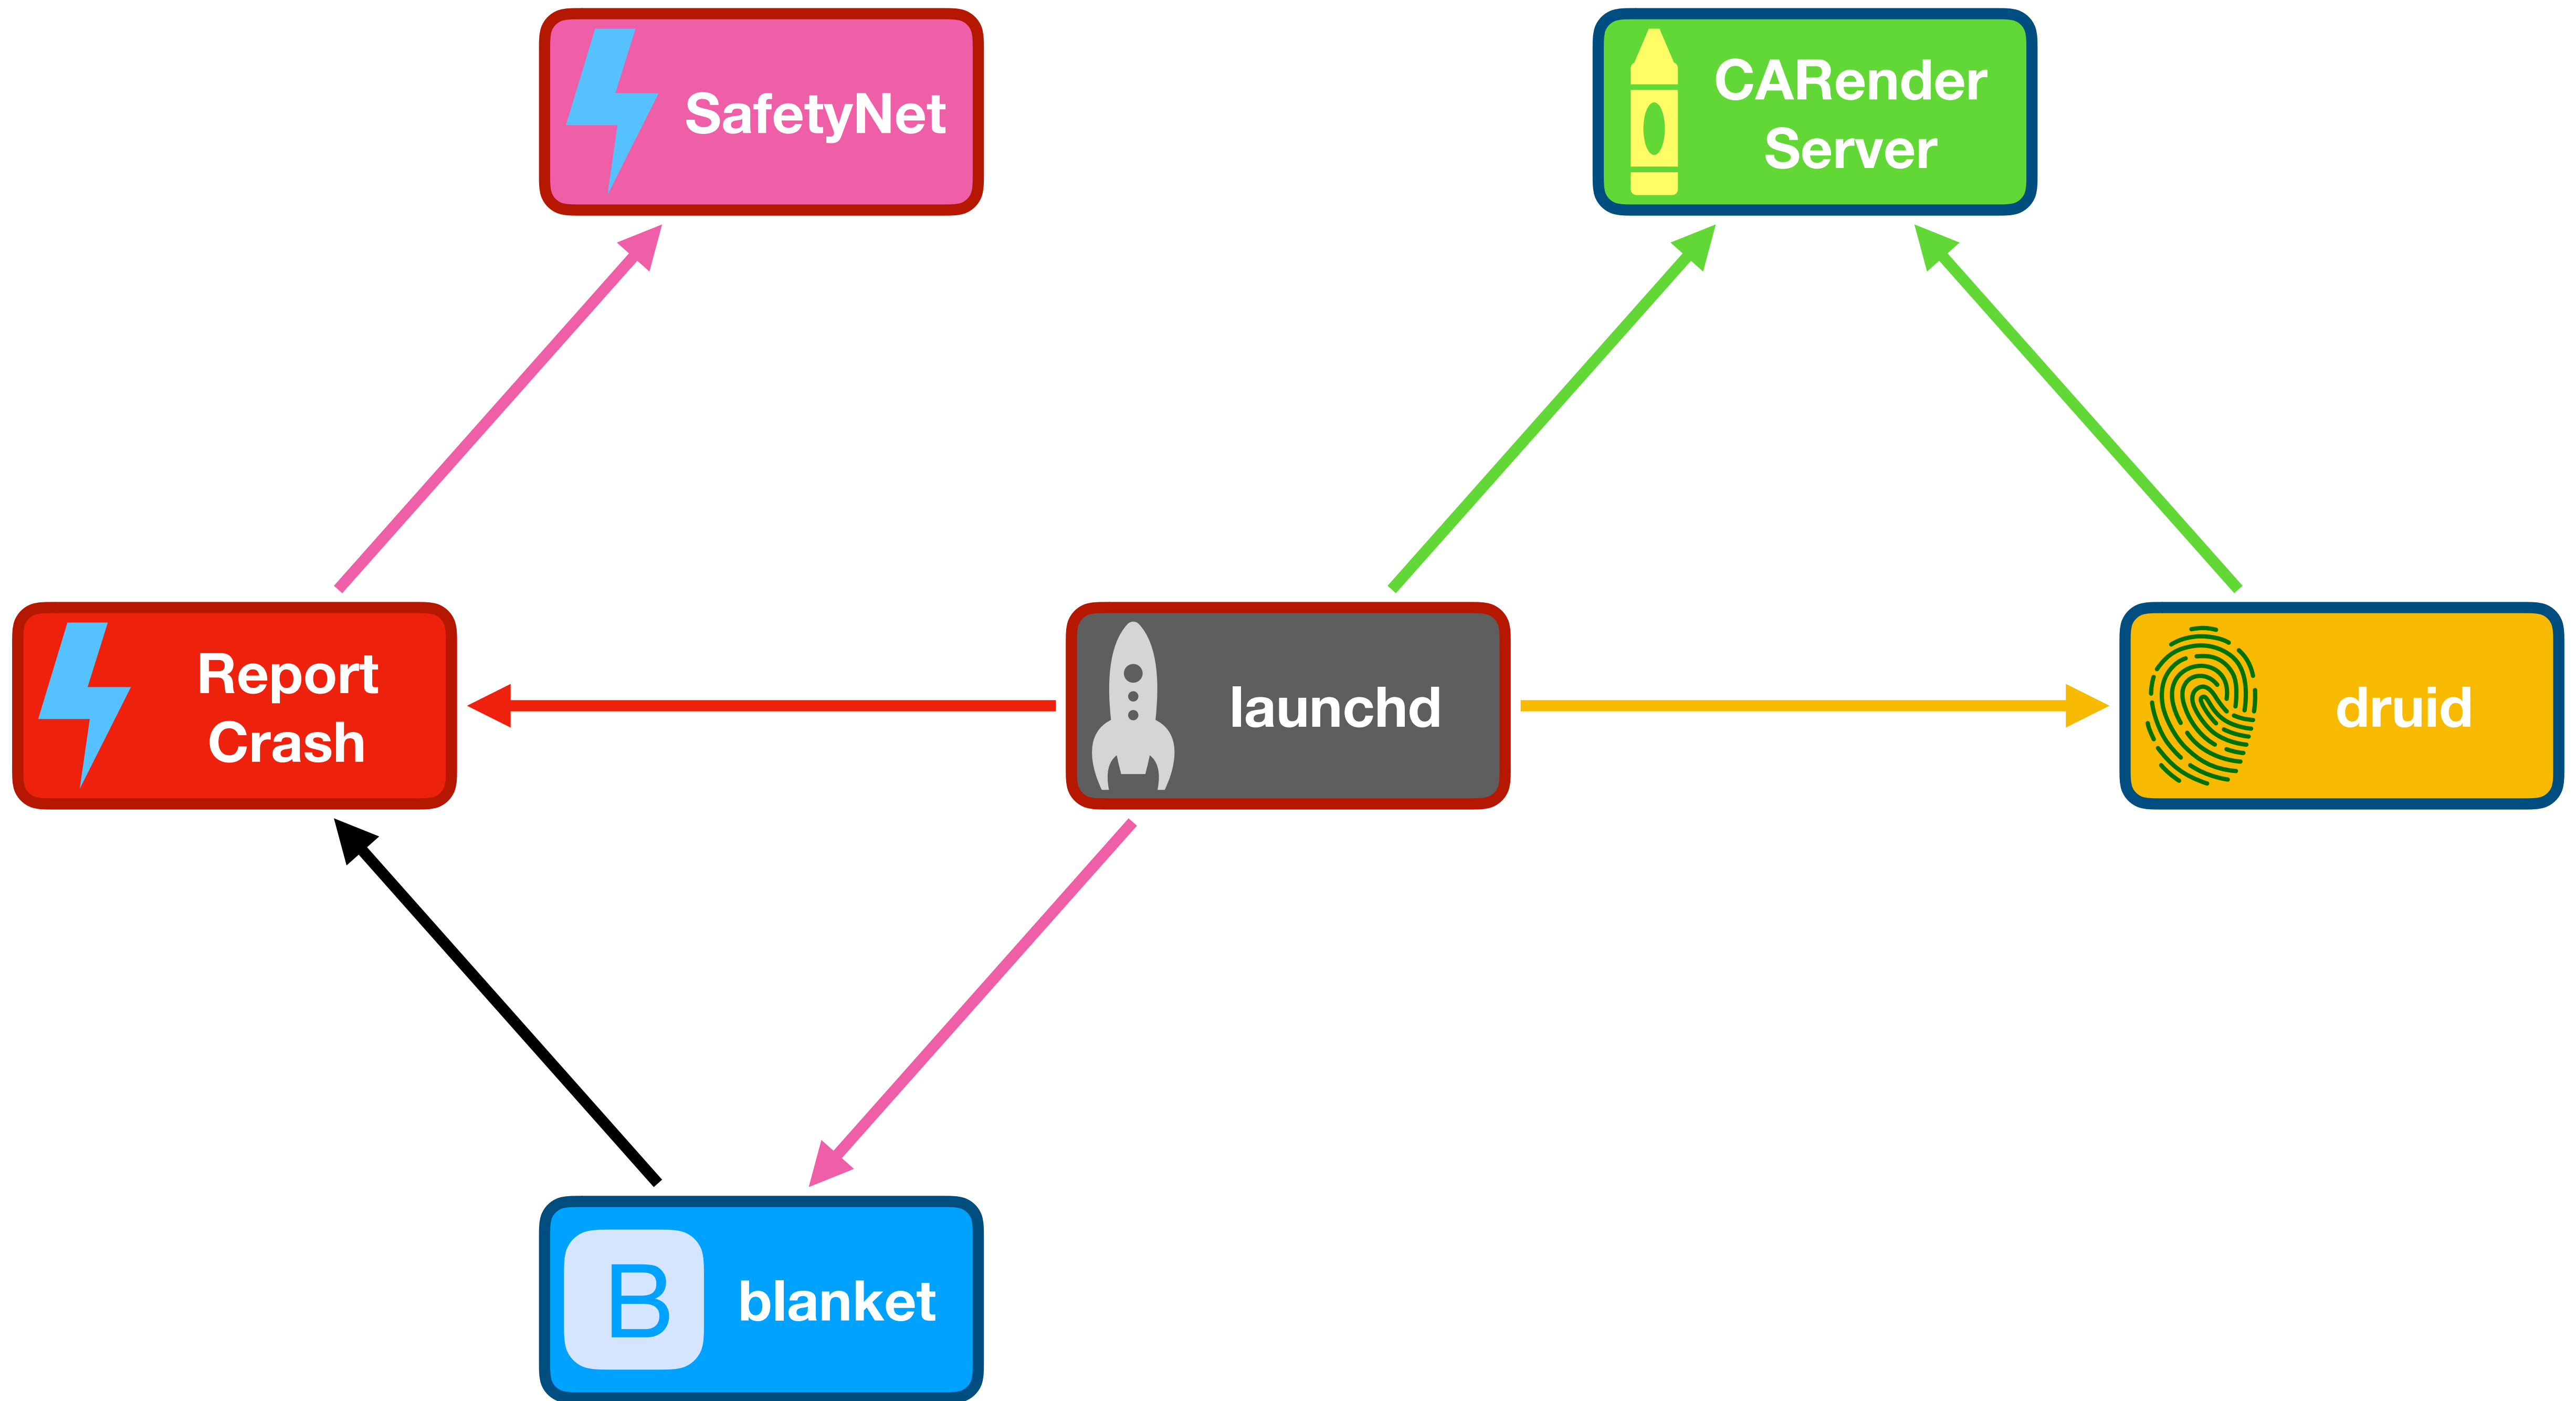 SafetyNet
CARender
Server
Report
Crash
launchd
druid
B
blanket